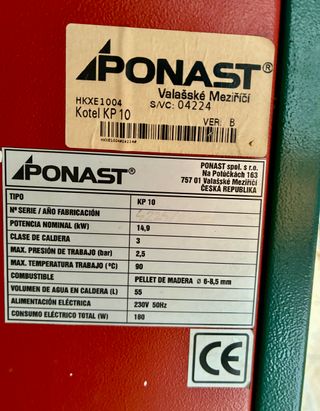 PONAST®
Valašské Meziříčí
HKXE1004 S/VC: 04224
Kotel KP 10 VER: B
PONAST®
PONAST spol. s r.o.
Na Potůčkách 163
757 01 Valašské Meziříčí
ČESKÁ REPUBLIKA
TIPO KP 10
Nº SERIE / AÑO FABRICACIÓN
POTENCIA NOMINAL (kW) 14,9
CLASE DE CALDERA 3
MAX. PRESIÓN DE TRABAJO (bar) 2,5
MAX. TEMPERATURA TRABAJO (ºC) 90
COMBUSTIBLE PELLET DE MADERA ø 6-8,5 mm
VOLUMEN DE AGUA EN CALDERA (L) 55
ALIMENTACIÓN ELÉCTRICA 230V 50Hz
CONSUMO ELÉCTRICO TOTAL (W) 180
CE